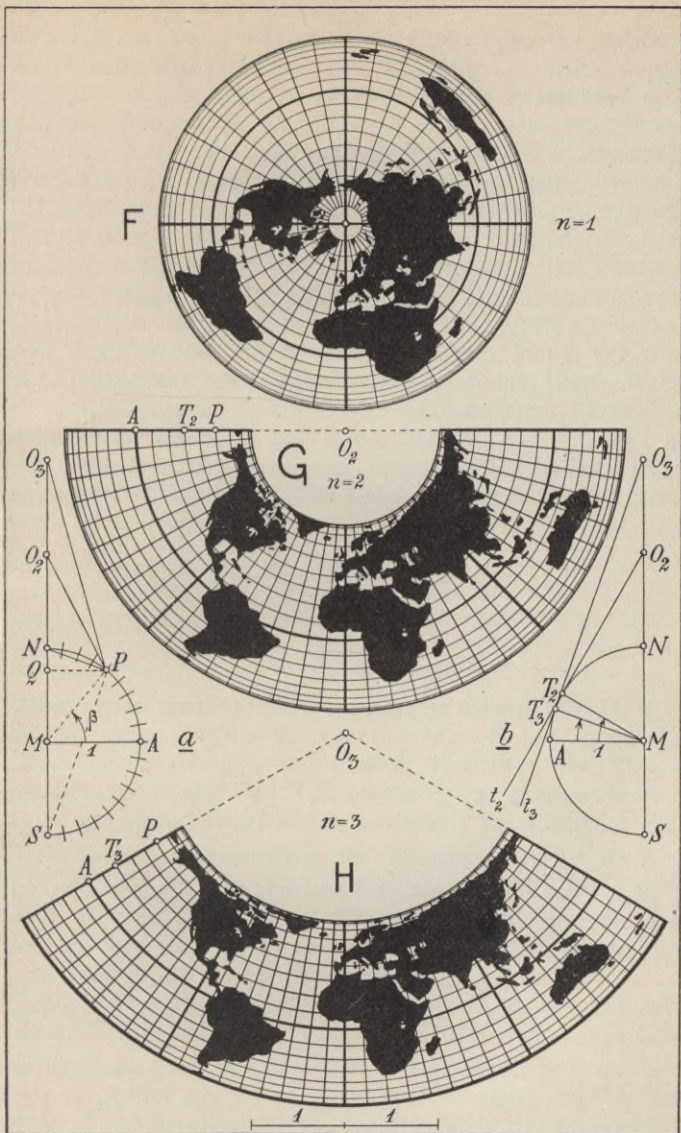 F
n=1
A T₂ P
O₂
G
n=2
O₃
O₂
N
Q
P
β
M 1 A
S
a
O₃
O₂
N
T₂
T₃
A 1 M
t₂ t₃
S
b
O₃
n=3
A T₃ P
H
1 1